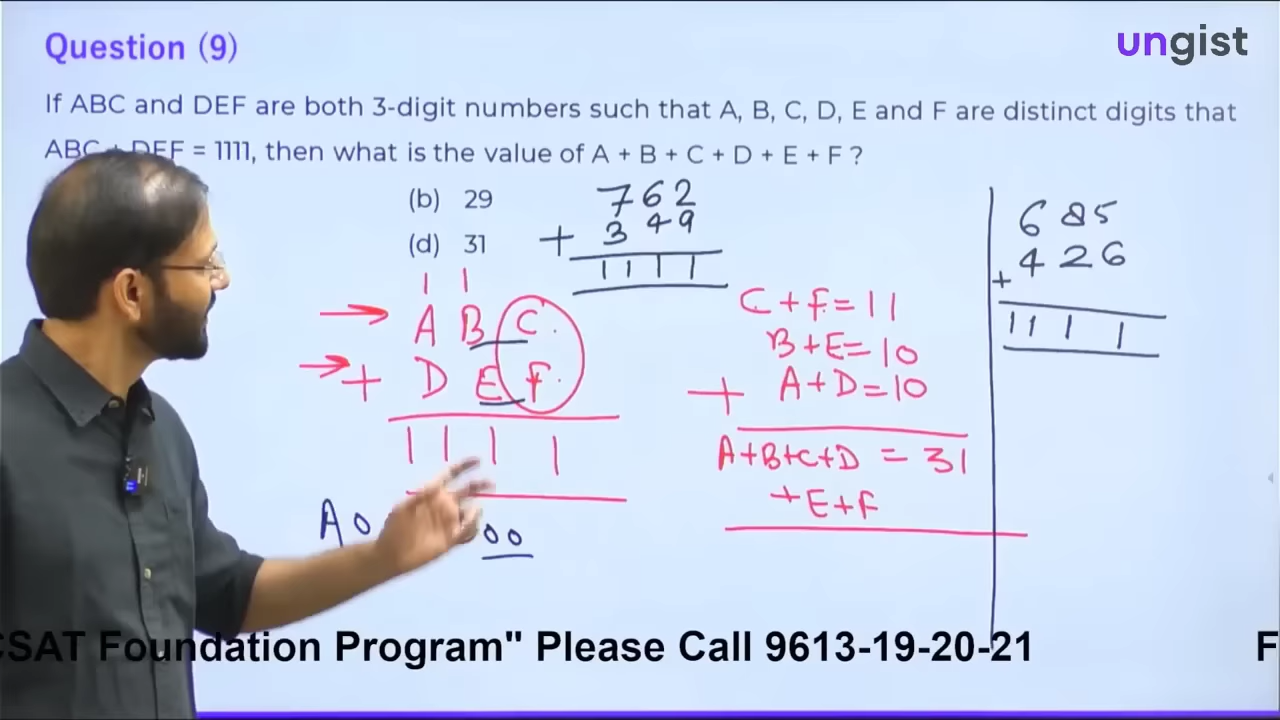 Question (9)
ungist
If ABC and DEF are both 3-digit numbers such that A, B, C, D, E and F are distinct digits that
ABC + DEF = 1111, then what is the value of A + B + C + D + E + F ?
(b) 29
(d) 31
762
+ 349
1111
1 1
A B C
+ D E F
1 1 1 1
A0
00
C + F = 11
B + E = 10
+ A + D = 10
A+B+C+D = 31
+E+F
685
+ 426
1111
CSAT Foundation Program" Please Call 9613-19-20-21
F